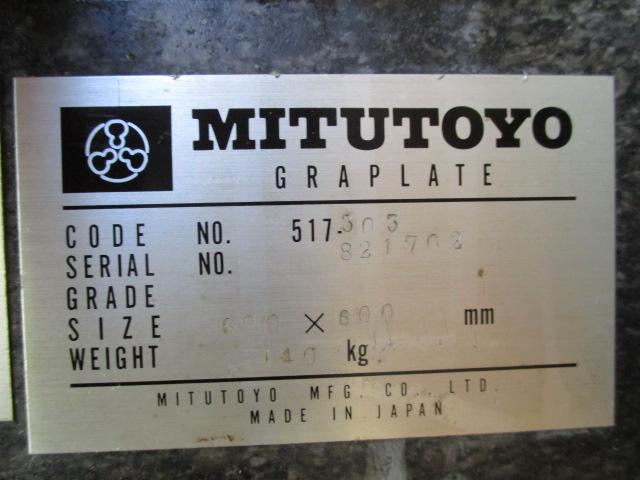 MITUTOYO
GRAPLATE
CODE NO. 517-303
SERIAL NO. 821702
GRADE
SIZE 600 × 600 mm
WEIGHT 140 kg
MITUTOYO MFG. CO., LTD.
MADE IN JAPAN